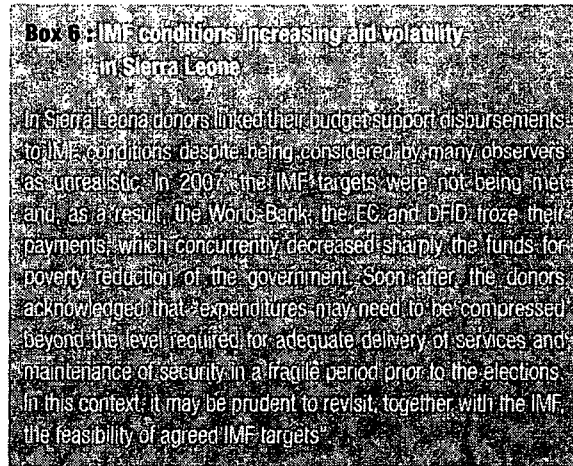 Box 6 : IMF conditions increasing aid volatility
in Sierra Leone
In Sierra Leone donors linked their budget support disbursements
to IMF conditions despite being considered by many observers
as unrealistic. In 2007, the IMF targets were not being met
and, as a result, the World Bank, the EC and DFID froze their
payments, which concurrently decreased sharply the funds for
poverty reduction of the government. Soon after, the donors
acknowledged that "expenditures may need to be compressed
beyond the level required for adequate delivery of services and
maintenance of security in a fragile period prior to the elections.
In this context, it may be prudent to revisit, together with the IMF,
the feasibility of agreed IMF targets".